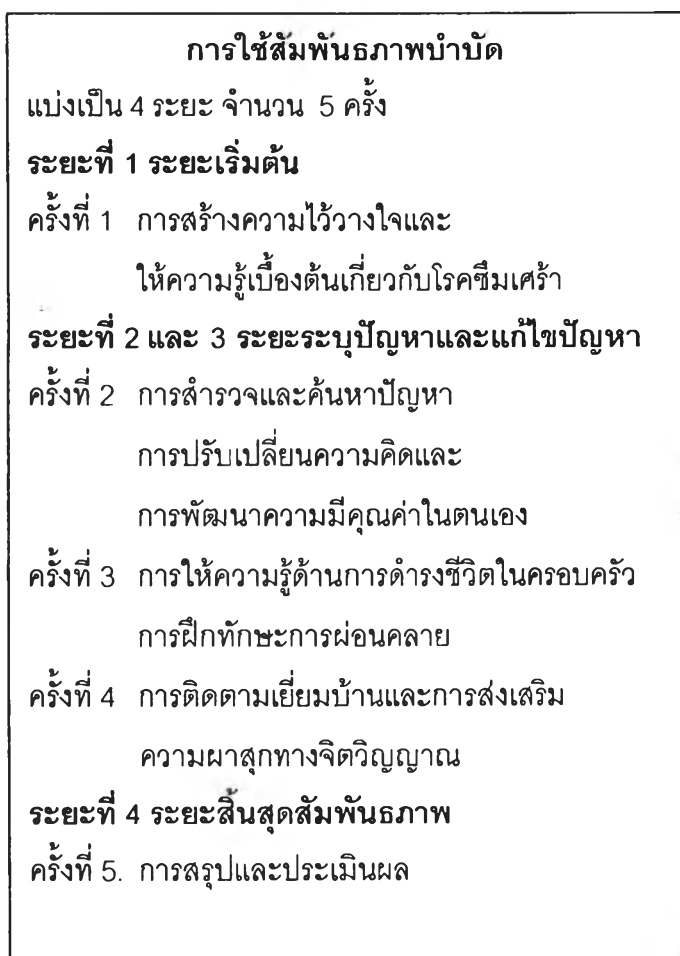 การใช้สัมพันธภาพบำบัด
แบ่งเป็น 4 ระยะ จำนวน 5 ครั้ง
ระยะที่ 1 ระยะเริ่มต้น
ครั้งที่ 1 การสร้างความไว้วางใจและ
ให้ความรู้เบื้องต้นเกี่ยวกับโรคซึมเศร้า
ระยะที่ 2 และ 3 ระยะระบุปัญหาและแก้ไขปัญหา
ครั้งที่ 2 การสำรวจและค้นหาปัญหา
การปรับเปลี่ยนความคิดและ
การพัฒนาความมีคุณค่าในตนเอง
ครั้งที่ 3 การให้ความรู้ด้านการดำรงชีวิตในครอบครัว
การฝึกทักษะการผ่อนคลาย
ครั้งที่ 4 การติดตามเยี่ยมบ้านและการส่งเสริม
ความผาสุกทางจิตวิญญาณ
ระยะที่ 4 ระยะสิ้นสุดสัมพันธภาพ
ครั้งที่ 5. การสรุปและประเมินผล